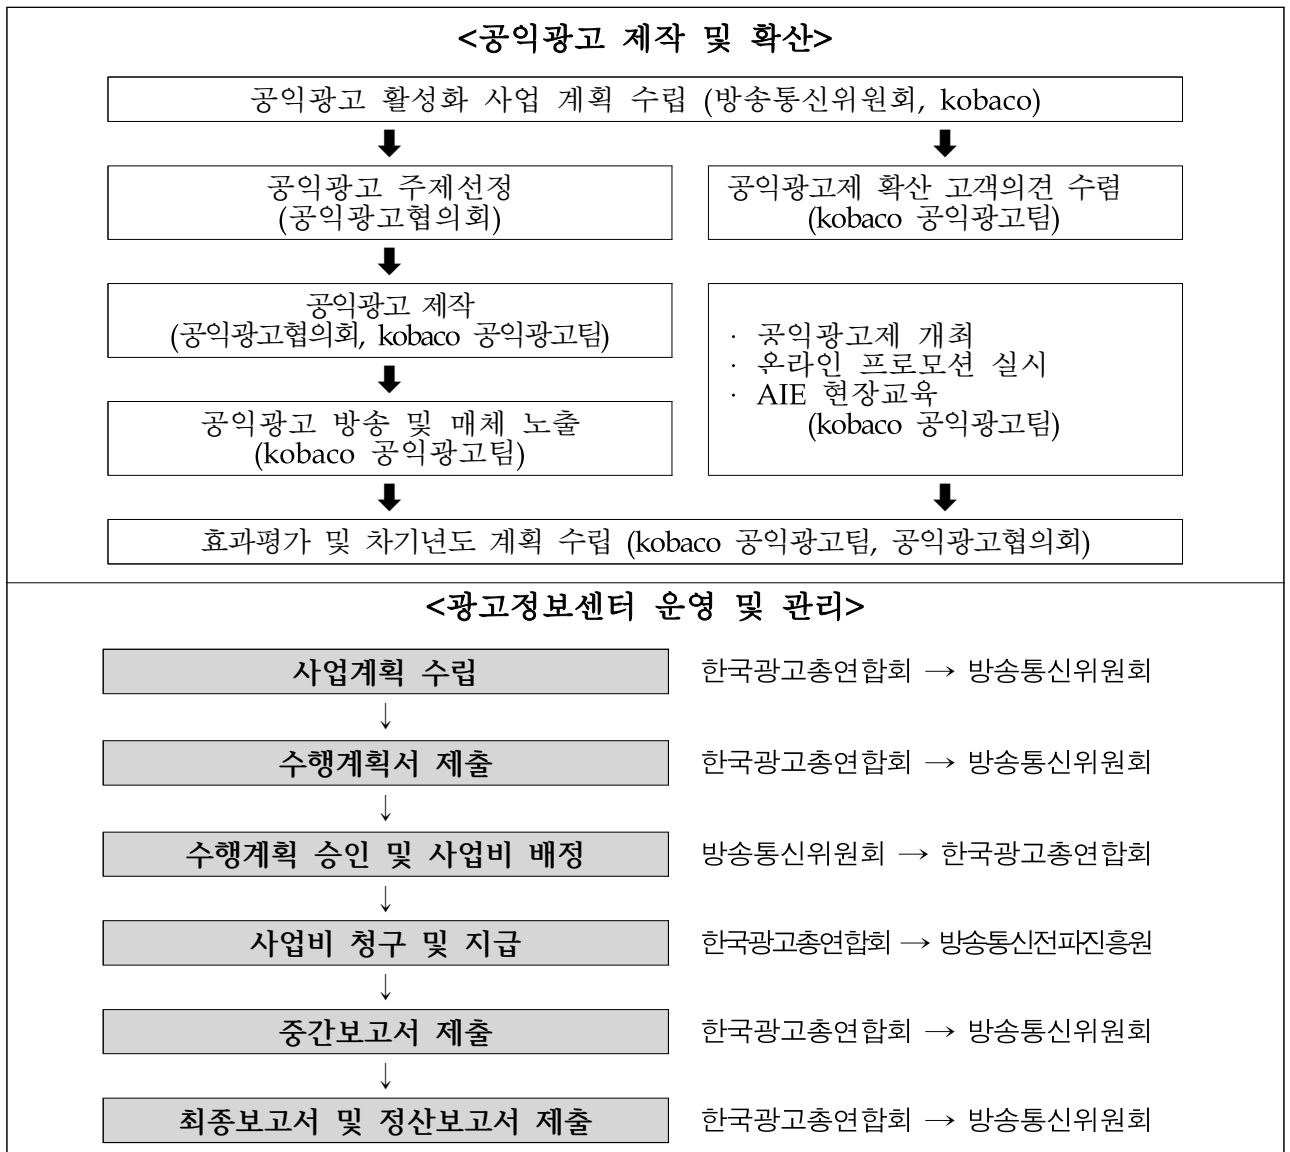 <공익광고 제작 및 확산>
공익광고 활성화 사업 계획 수립 (방송통신위원회, kobaco)
공익광고 주제선정
(공익광고협의회)
공익광고제 확산 고객의견 수렴
(kobaco 공익광고팀)
공익광고 제작
(공익광고협의회, kobaco 공익광고팀)
공익광고 방송 및 매체 노출
(kobaco 공익광고팀)
· 공익광고제 개최
· 온라인 프로모션 실시
· AIE 현장교육
(kobaco 공익광고팀)
효과평가 및 차기년도 계획 수립 (kobaco 공익광고팀, 공익광고협의회)
<광고정보센터 운영 및 관리>
사업계획 수립 한국광고총연합회 → 방송통신위원회
↓
수행계획서 제출 한국광고총연합회 → 방송통신위원회
↓
수행계획 승인 및 사업비 배정 방송통신위원회 → 한국광고총연합회
↓
사업비 청구 및 지급 한국광고총연합회 → 방송통신전파진흥원
↓
중간보고서 제출 한국광고총연합회 → 방송통신위원회
↓
최종보고서 및 정산보고서 제출 한국광고총연합회 → 방송통신위원회